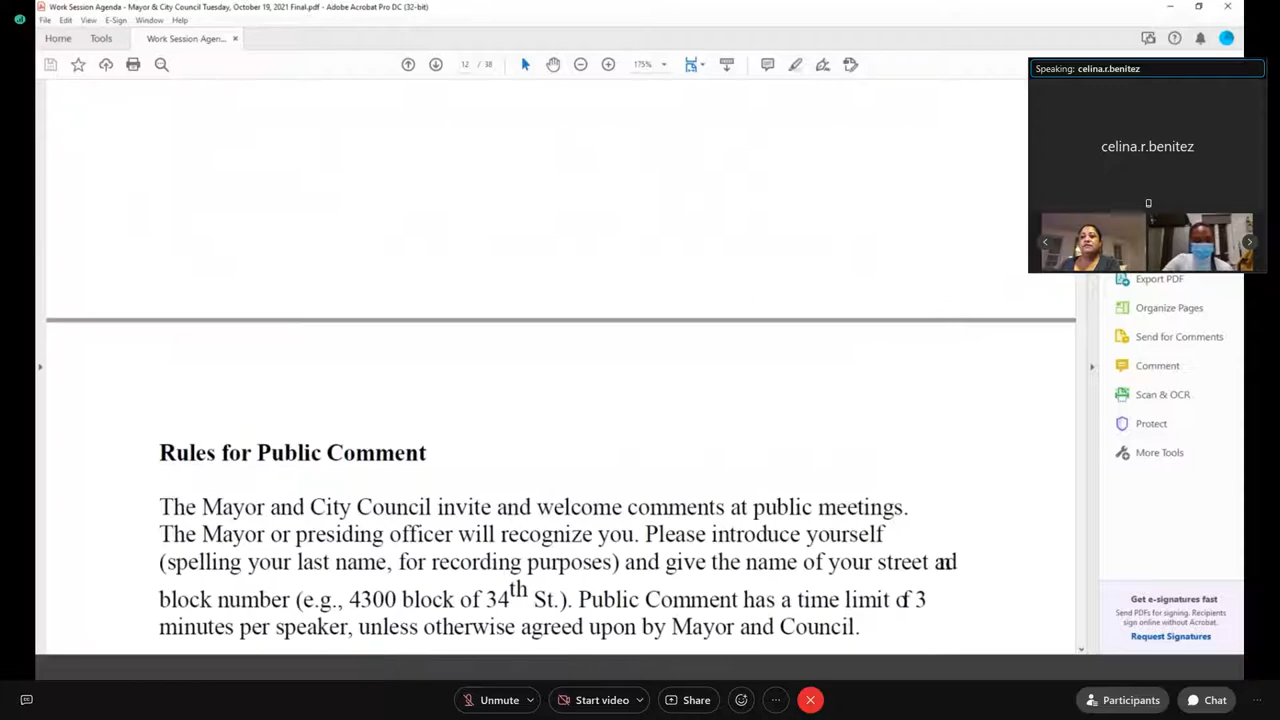 Work Session Agenda - Mayor & City Council Tuesday, October 19, 2021 Final.pdf - Adobe Acrobat Pro DC (32-bit)
File Edit View E-Sign Window Help
Home Tools Work Session Agen... ×
12 / 38 175%
Speaking: celina.r.benitez
celina.r.benitez
Export PDF
Organize Pages
Send for Comments
Comment
Scan & OCR
Protect
More Tools
Rules for Public Comment
The Mayor and City Council invite and welcome comments at public meetings.
The Mayor or presiding officer will recognize you. Please introduce yourself
(spelling your last name, for recording purposes) and give the name of your street and
block number (e.g., 4300 block of 34th St.). Public Comment has a time limit of 3
minutes per speaker, unless otherwise agreed upon by Mayor and Council.
Get e-signatures fast
Send PDFs for signing. Recipients
sign online without Acrobat.
Request Signatures
Unmute Start video Share Participants Chat